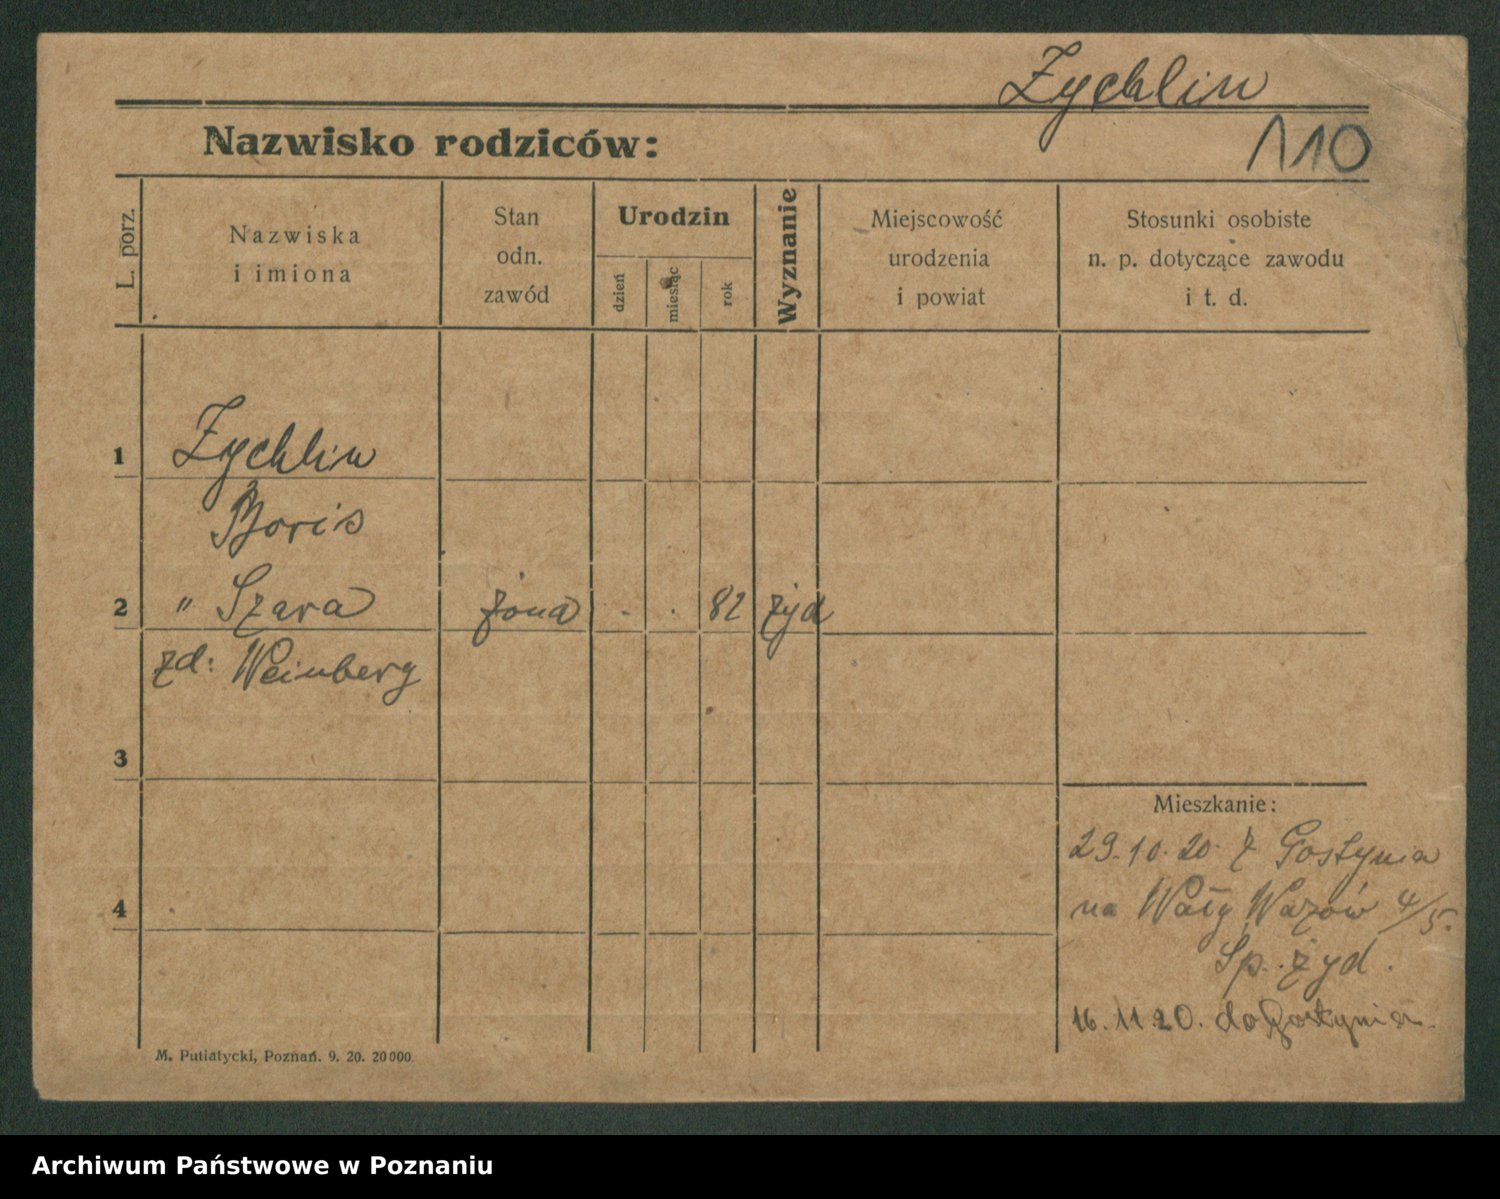 Zychlin
110
Nazwisko rodziców:
L. porz.
Nazwiska
i imiona
Stan
odn.
zawód
Urodzin
dzień
miesiąc
rok
Wyznanie
Miejscowość
urodzenia
i powiat
Stosunki osobiste
n. p. dotyczące zawodu
i t. d.
1 Zychlin
Boris
2 " Szara żona . . 82 żyd
zd: Weinberg
3
Mieszkanie:
29.10.20 z Gostynia
4 na Wały Wazów 4/5.
Sp. żyd.
16.11.20. do Gostynia.
M. Putiatycki, Poznań. 9. 20. 20000
Archiwum Państwowe w Poznaniu